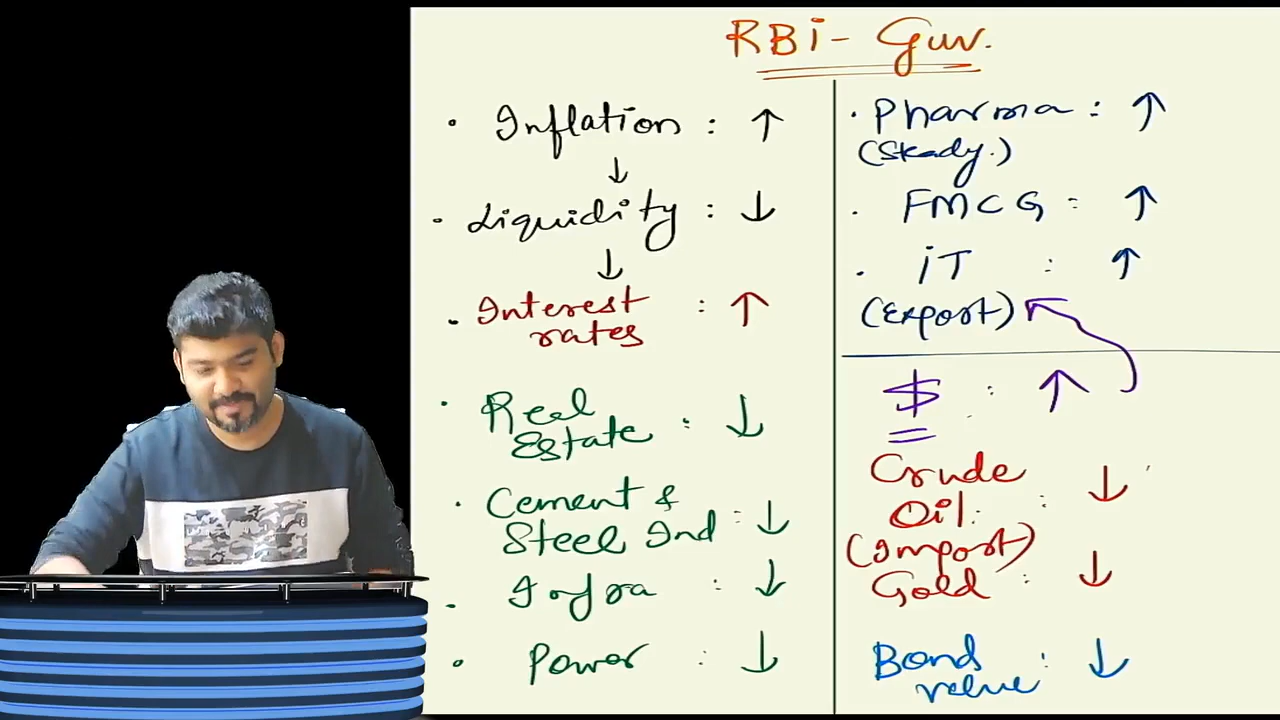 RBi - Guv.
• Inflation : ↑
↓
• Liquidity : ↓
↓
• Interest rates : ↑
• Real
Estate : ↓
• Cement &
Steel Ind : ↓
• Infra : ↓
• Power : ↓
• Pharma : ↑
(Steady.)
• FMCG : ↑
• iT : ↑
(Export)
$ : ↑
Crude
Oil : ↓
(Import)
Gold : ↓
Bond
value : ↓